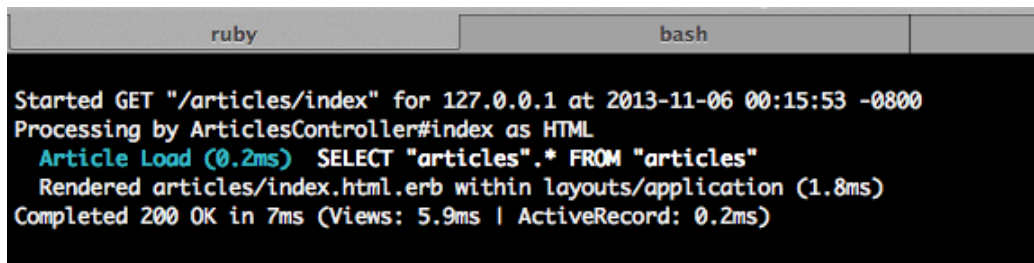 ruby bash
Started GET "/articles/index" for 127.0.0.1 at 2013-11-06 00:15:53 -0800
Processing by ArticlesController#index as HTML
Article Load (0.2ms) SELECT "articles".* FROM "articles"
Rendered articles/index.html.erb within layouts/application (1.8ms)
Completed 200 OK in 7ms (Views: 5.9ms | ActiveRecord: 0.2ms)